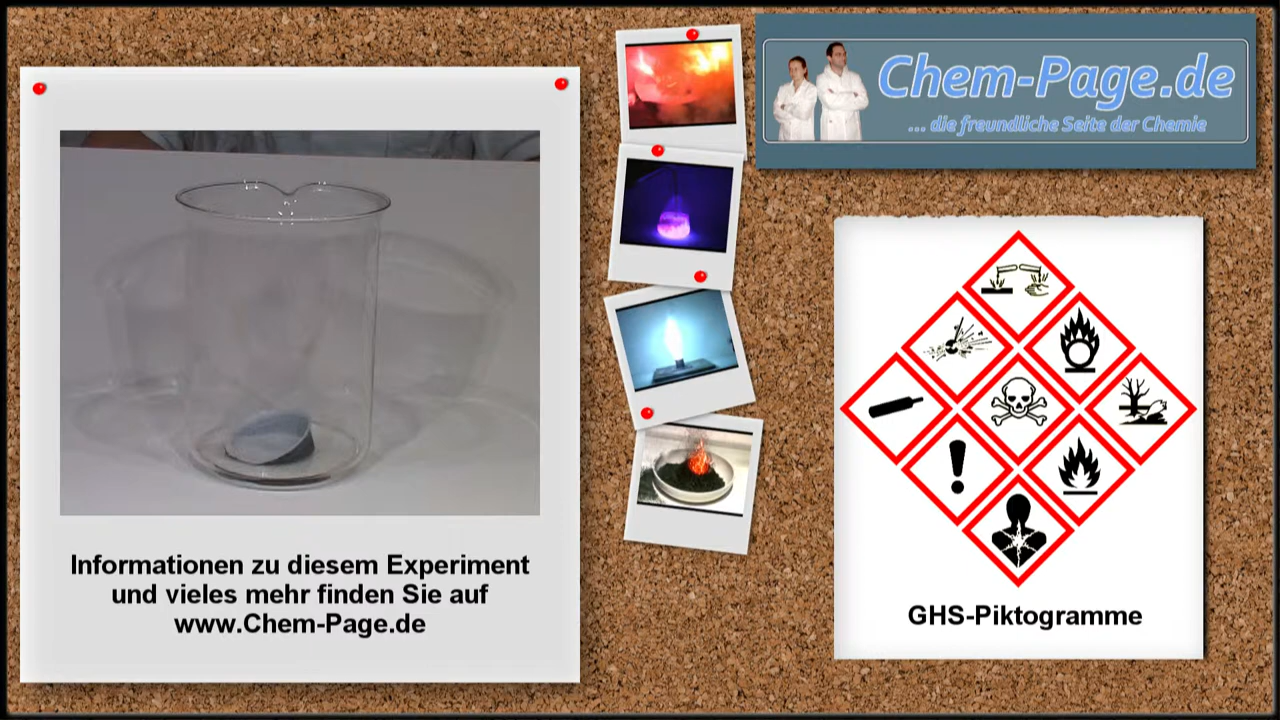 Chem-Page.de
... die freundliche Seite der Chemie
Informationen zu diesem Experiment
und vieles mehr finden Sie auf
www.Chem-Page.de
GHS-Piktogramme